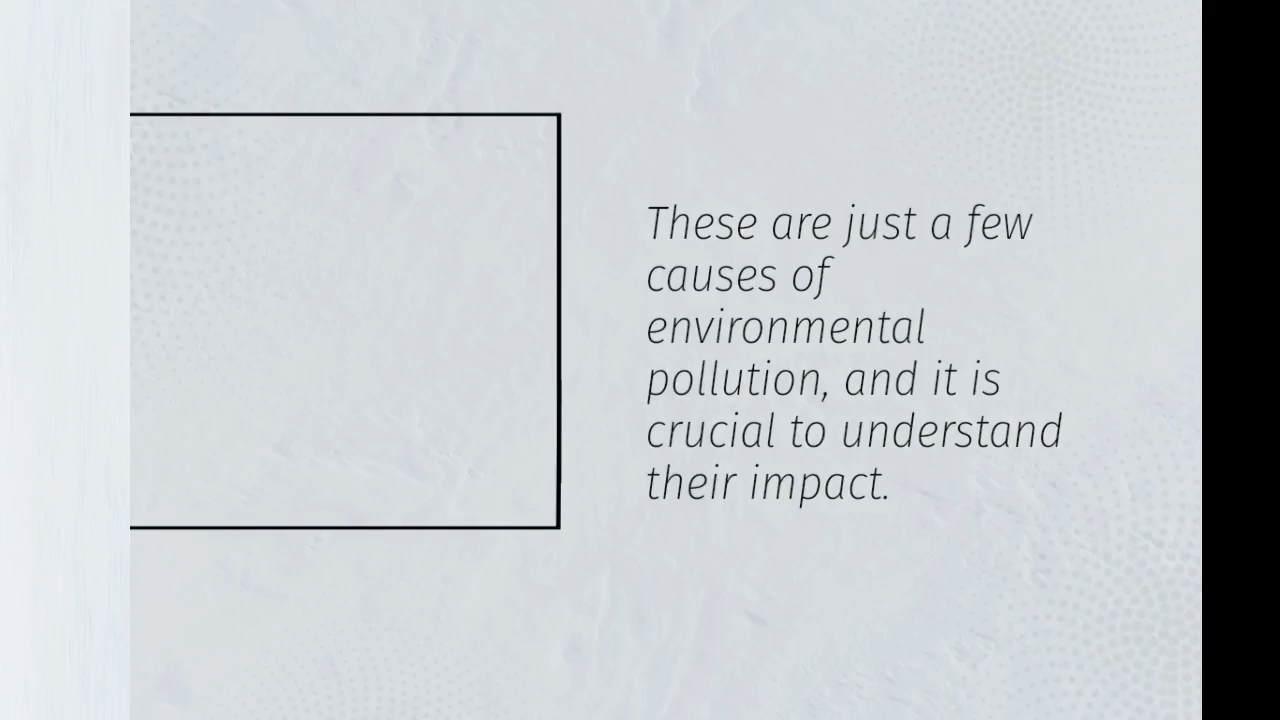 These are just a few
causes of
environmental
pollution, and it is
crucial to understand
their impact.